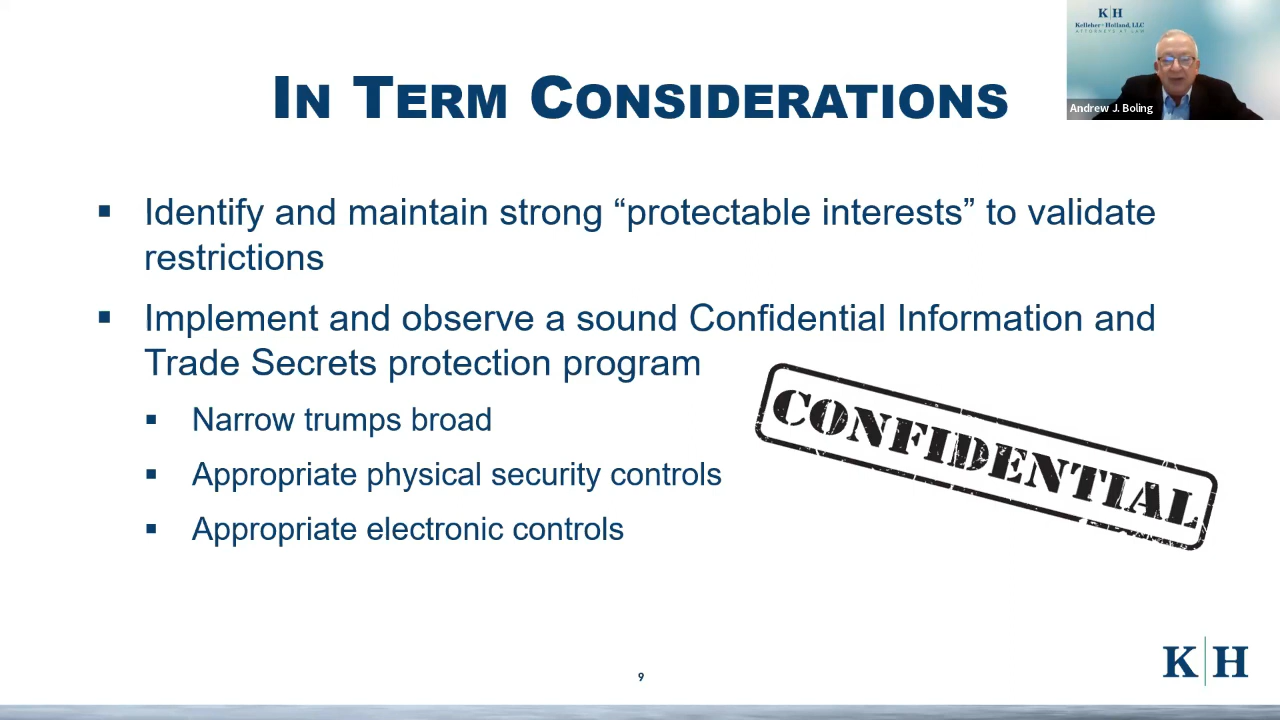 K H
Kelleher + Holland, LLC
ATTORNEYS AT LAW
Andrew J. Boling
IN TERM CONSIDERATIONS
▪ Identify and maintain strong “protectable interests” to validate
restrictions
▪ Implement and observe a sound Confidential Information and
Trade Secrets protection program
▪ Narrow trumps broad
▪ Appropriate physical security controls
▪ Appropriate electronic controls
CONFIDENTIAL
9
K H